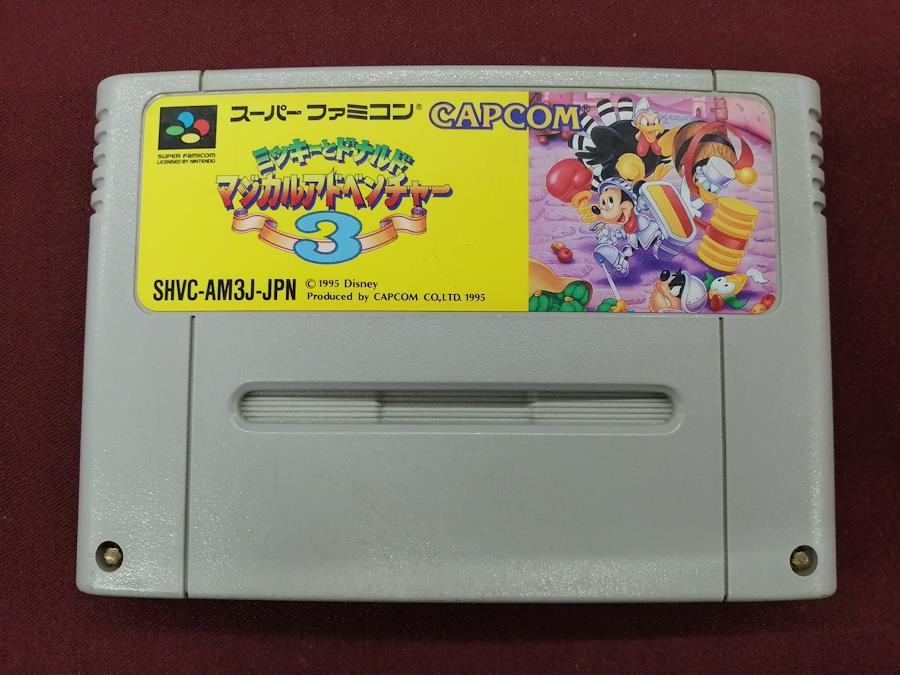 スーパーファミコン®
CAPCOM®
SUPER FAMICOM
LICENSED BY NINTENDO
ミッキーとドナルド
マジカルアドベンチャー
3
SHVC-AM3J-JPN
© 1995 Disney
Produced by CAPCOM CO.,LTD. 1995